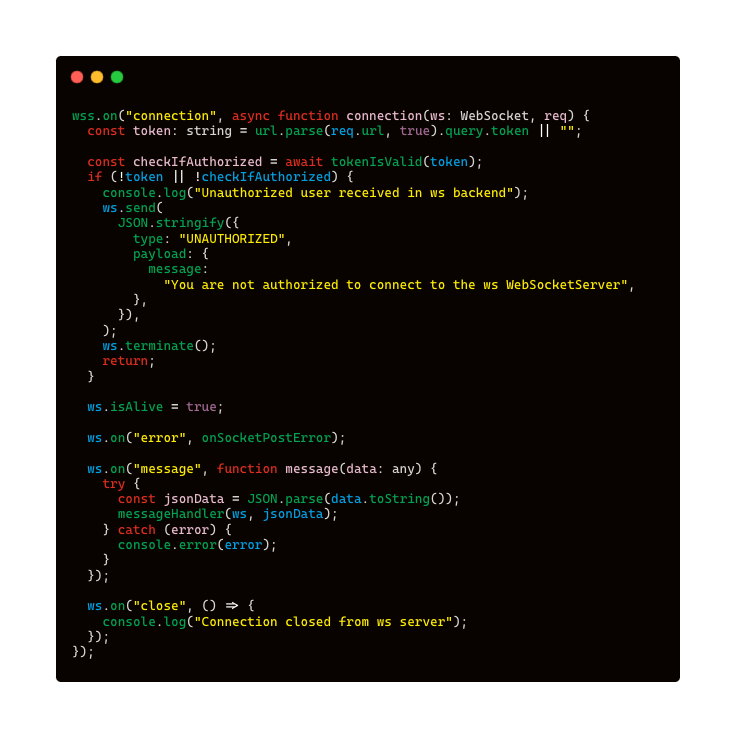 wss.on("connection", async function connection(ws: WebSocket, req) {
  const token: string = url.parse(req.url, true).query.token || "";

  const checkIfAuthorized = await tokenIsValid(token);
  if (!token || !checkIfAuthorized) {
    console.log("Unauthorized user received in ws backend");
    ws.send(
      JSON.stringify({
        type: "UNAUTHORIZED",
        payload: {
          message:
            "You are not authorized to connect to the ws WebSocketServer",
        },
      }),
    );
    ws.terminate();
    return;
  }

  ws.isAlive = true;

  ws.on("error", onSocketPostError);

  ws.on("message", function message(data: any) {
    try {
      const jsonData = JSON.parse(data.toString());
      messageHandler(ws, jsonData);
    } catch (error) {
      console.error(error);
    }
  });

  ws.on("close", () => {
    console.log("Connection closed from ws server");
  });
});